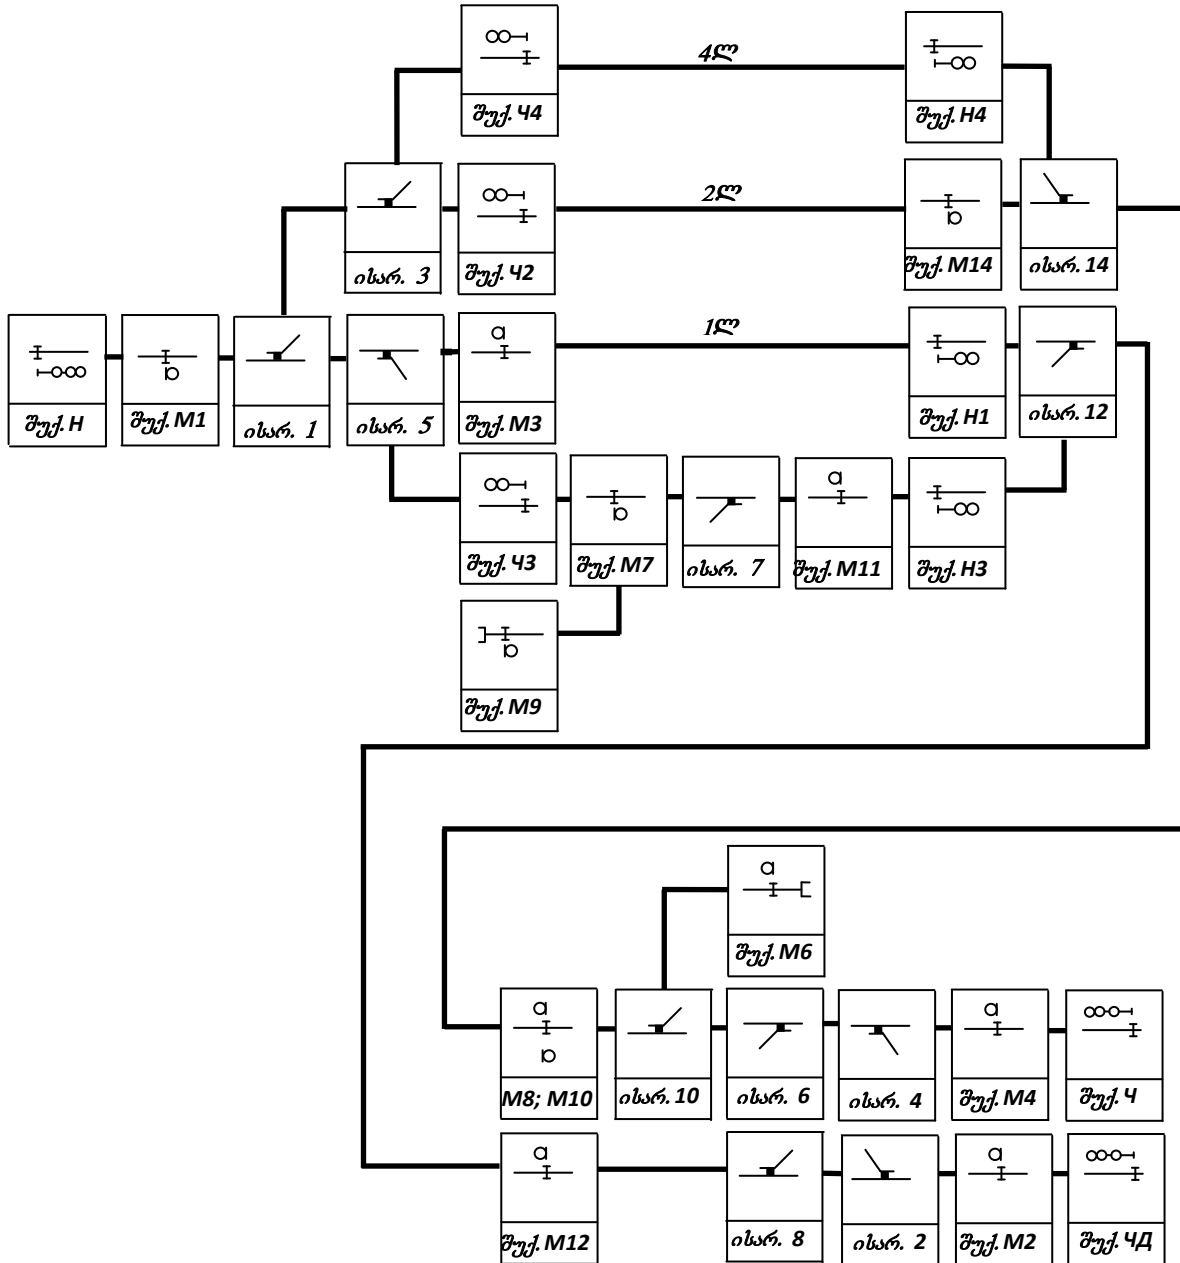 4ლ
შუქ. Ч4
შუქ. Н4
2ლ
ისარ. 3
შუქ. Ч2
შუქ. М14
ისარ. 14
1ლ
შუქ. Н
შუქ. М1
ისარ. 1
ისარ. 5
შუქ. М3
შუქ. Н1
ისარ. 12
შუქ. Ч3
შუქ. М7
ისარ. 7
შუქ. М11
შუქ. Н3
შუქ. М9
შუქ. М6
М8; М10
ისარ. 10
ისარ. 6
ისარ. 4
შუქ. М4
შუქ. Ч
შუქ. М12
ისარ. 8
ისარ. 2
შუქ. М2
შუქ. ЧД